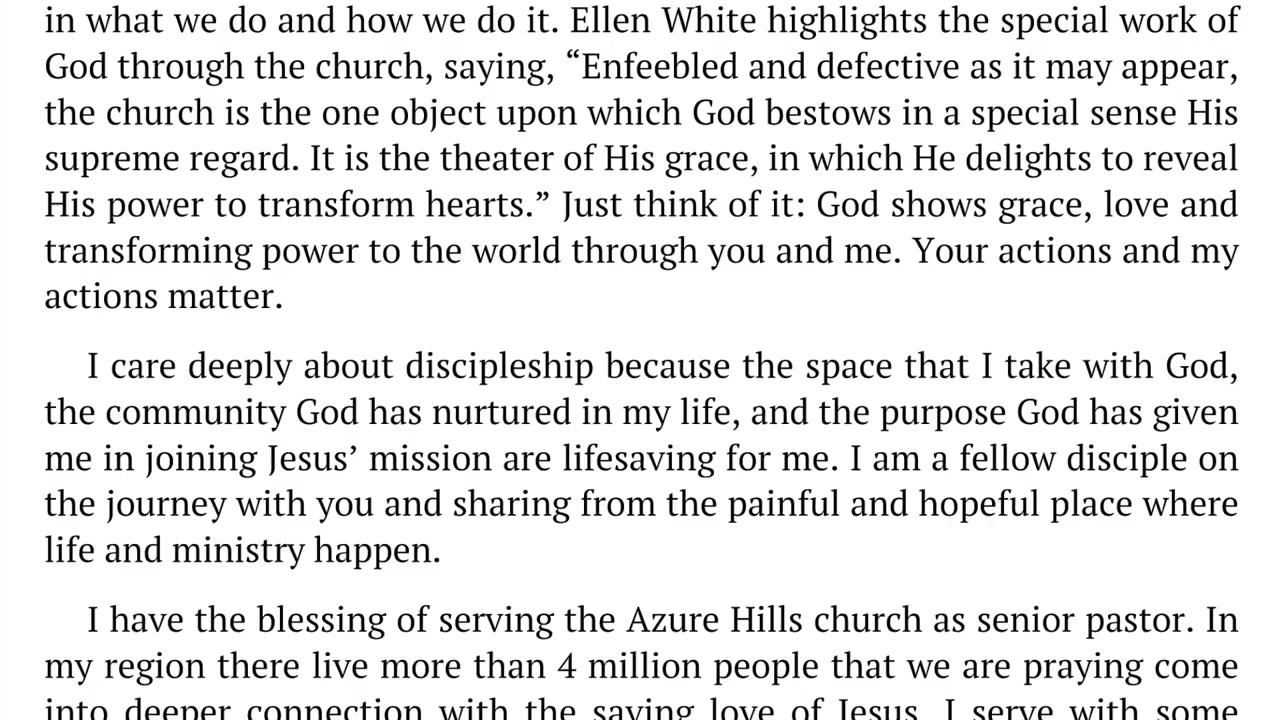 in what we do and how we do it. Ellen White highlights the special work of
God through the church, saying, “Enfeebled and defective as it may appear,
the church is the one object upon which God bestows in a special sense His
supreme regard. It is the theater of His grace, in which He delights to reveal
His power to transform hearts.” Just think of it: God shows grace, love and
transforming power to the world through you and me. Your actions and my
actions matter.
I care deeply about discipleship because the space that I take with God,
the community God has nurtured in my life, and the purpose God has given
me in joining Jesus’ mission are lifesaving for me. I am a fellow disciple on
the journey with you and sharing from the painful and hopeful place where
life and ministry happen.
I have the blessing of serving the Azure Hills church as senior pastor. In
my region there live more than 4 million people that we are praying come
into deeper connection with the saving love of Jesus. I serve with some